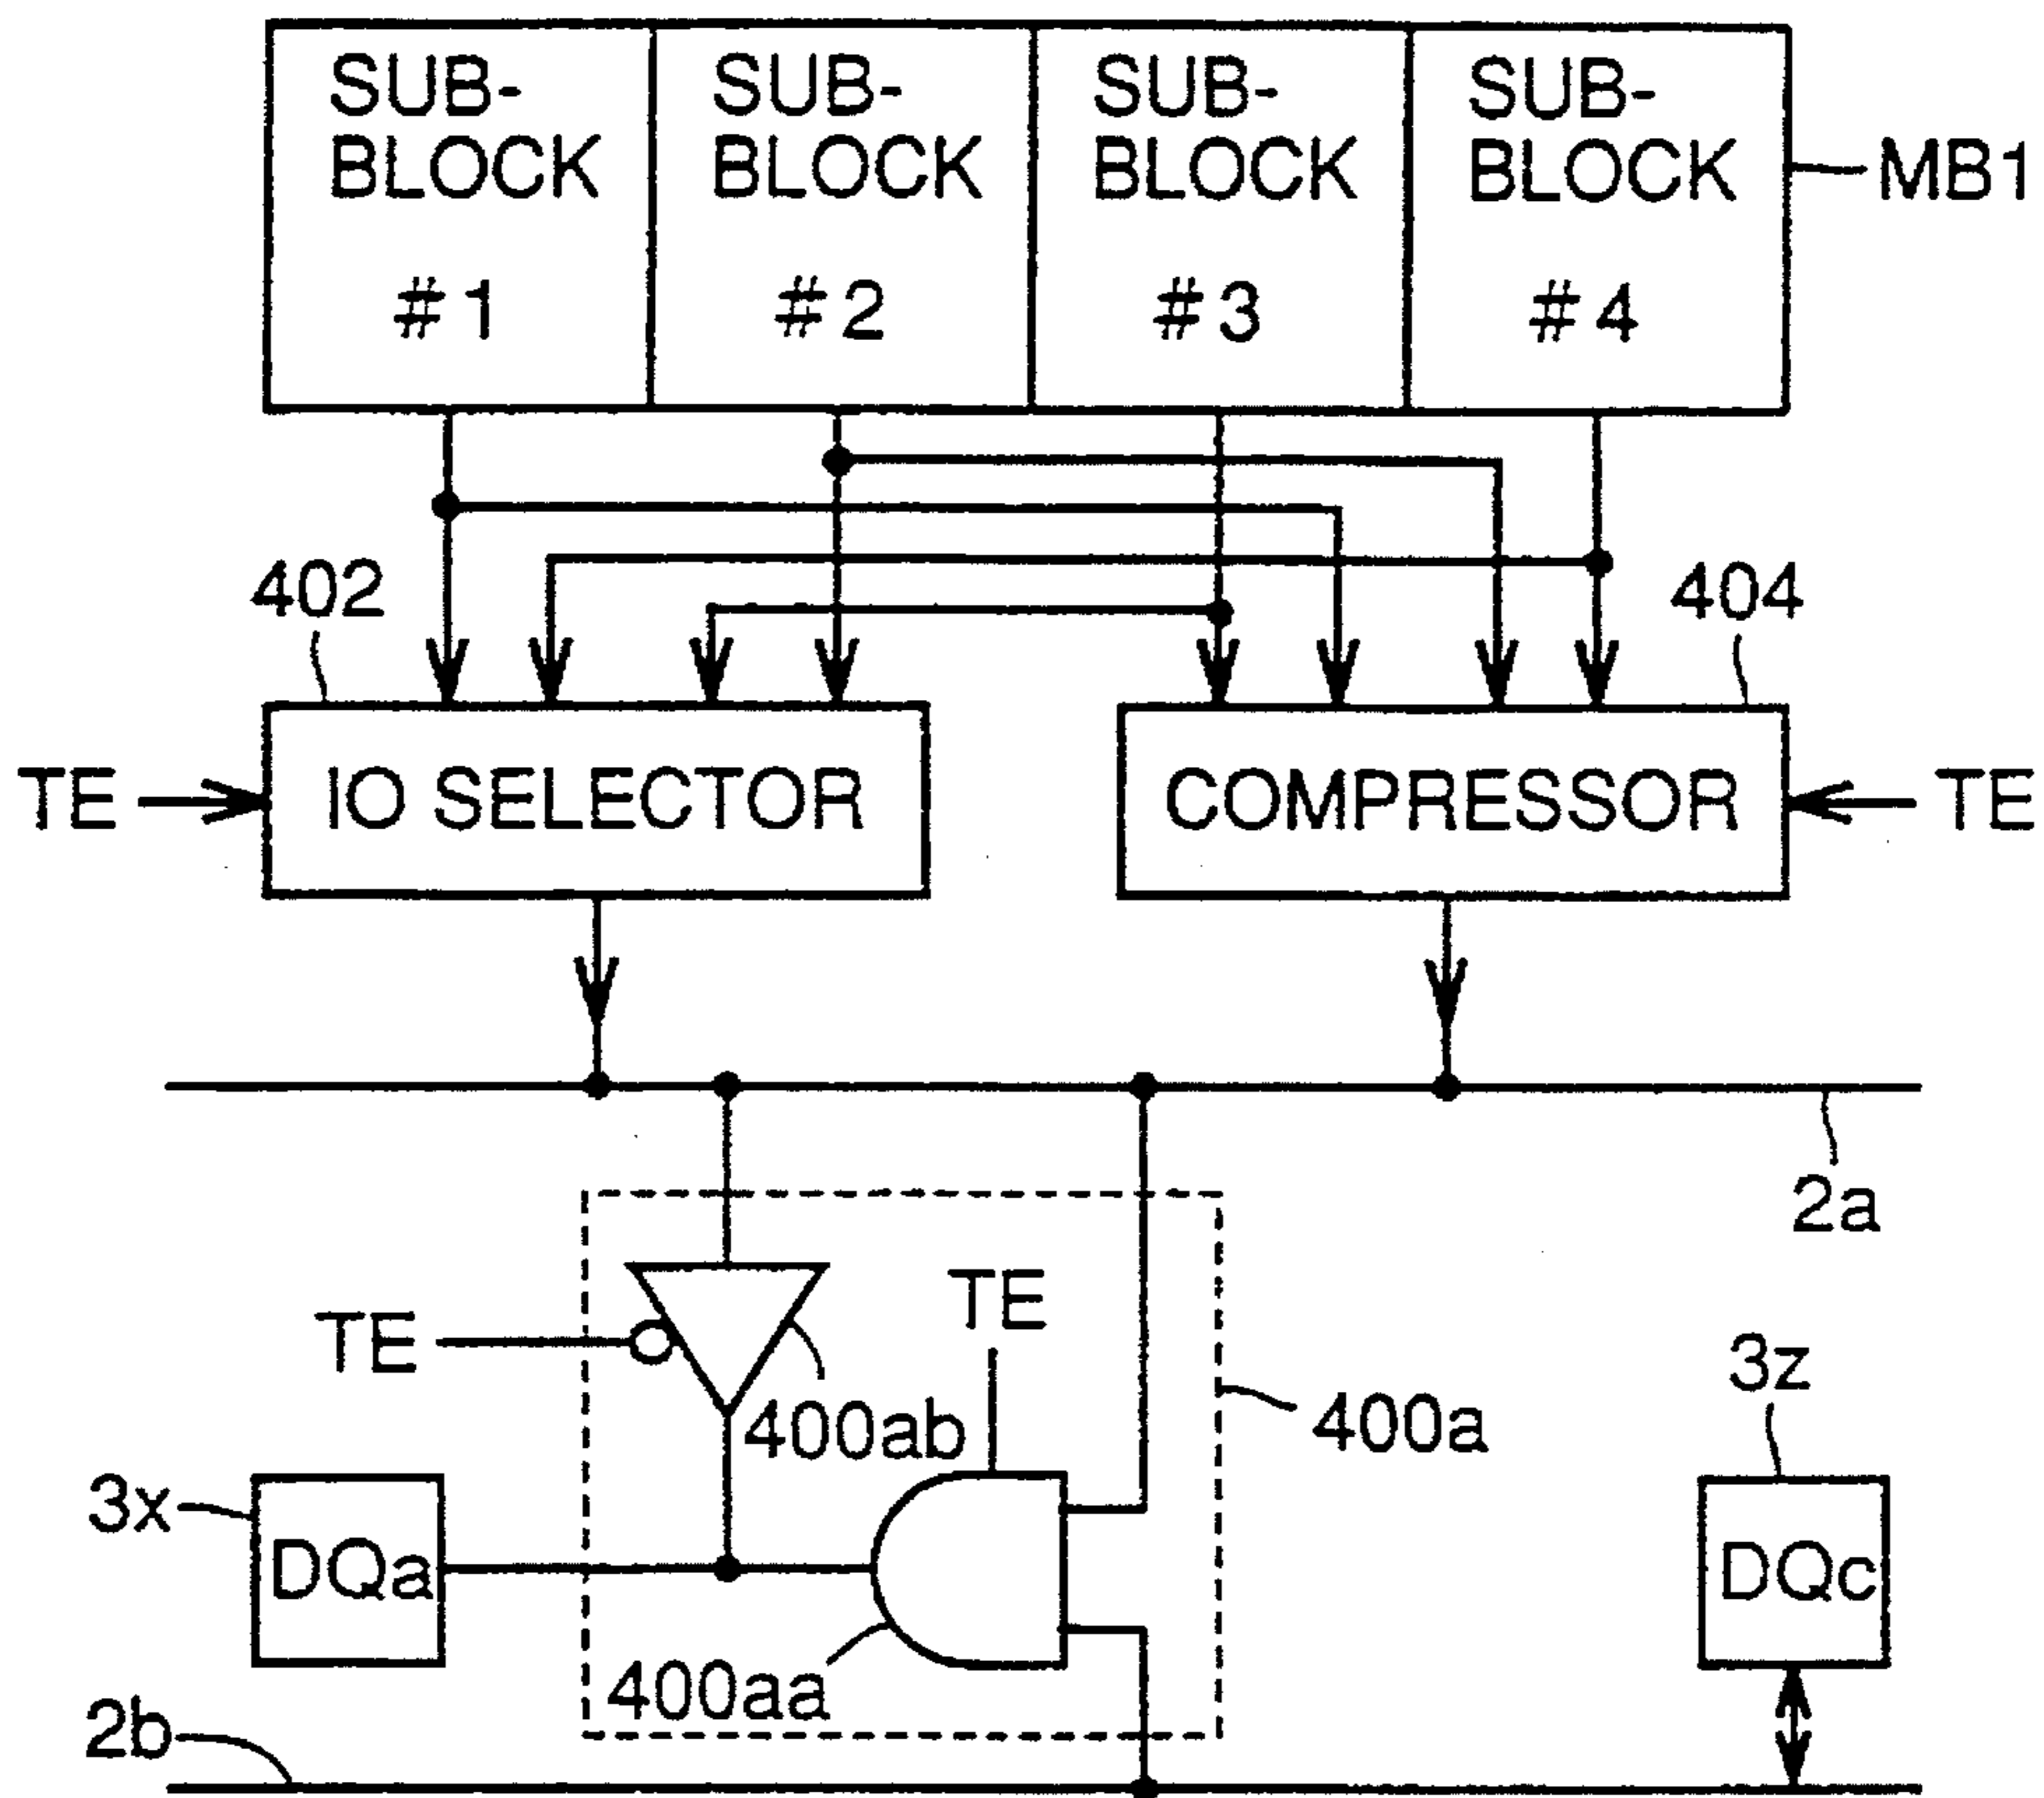 SUB-
BLOCK
#1
SUB-
BLOCK
#2
SUB-
BLOCK
#3
SUB-
BLOCK
#4
MB1
402
404
TE
IO SELECTOR
COMPRESSOR
TE
2a
TE
TE
400ab
400a
3z
3x
DQa
DQc
400aa
2b